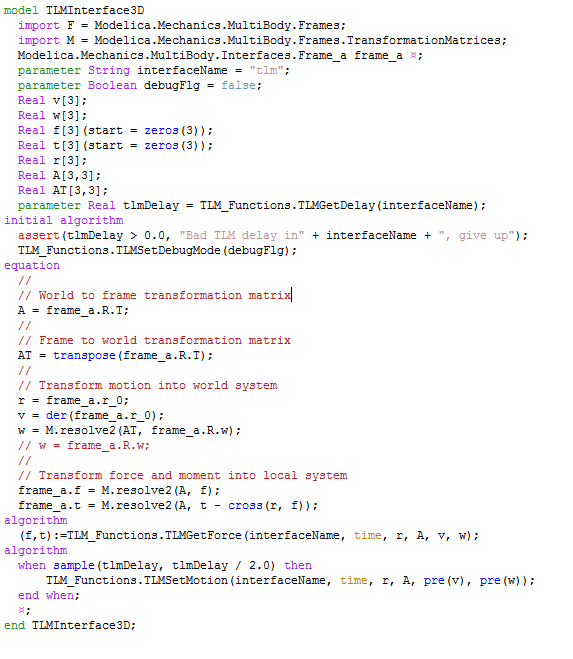 model TLMInterface3D
  import F = Modelica.Mechanics.MultiBody.Frames;
  import M = Modelica.Mechanics.MultiBody.Frames.TransformationMatrices;
  Modelica.Mechanics.MultiBody.Interfaces.Frame_a frame_a ¤;
  parameter String interfaceName = "tlm";
  parameter Boolean debugFlg = false;
  Real v[3];
  Real w[3];
  Real f[3](start = zeros(3));
  Real t[3](start = zeros(3));
  Real r[3];
  Real A[3,3];
  Real AT[3,3];
  parameter Real tlmDelay = TLM_Functions.TLMGetDelay(interfaceName);
initial algorithm
  assert(tlmDelay > 0.0, "Bad TLM delay in" + interfaceName + ", give up");
  TLM_Functions.TLMSetDebugMode(debugFlg);
equation
  //
  // World to frame transformation matrix
  A = frame_a.R.T;
  //
  // Frame to world transformation matrix
  AT = transpose(frame_a.R.T);
  //
  // Transform motion into world system
  r = frame_a.r_0;
  v = der(frame_a.r_0);
  w = M.resolve2(AT, frame_a.R.w);
  // w = frame_a.R.w;
  //
  // Transform force and moment into local system
  frame_a.f = M.resolve2(A, f);
  frame_a.t = M.resolve2(A, t - cross(r, f));
algorithm
  (f,t):=TLM_Functions.TLMGetForce(interfaceName, time, r, A, v, w);
algorithm
  when sample(tlmDelay, tlmDelay / 2.0) then
      TLM_Functions.TLMSetMotion(interfaceName, time, r, A, pre(v), pre(w));
  end when;
  ¤;
end TLMInterface3D;